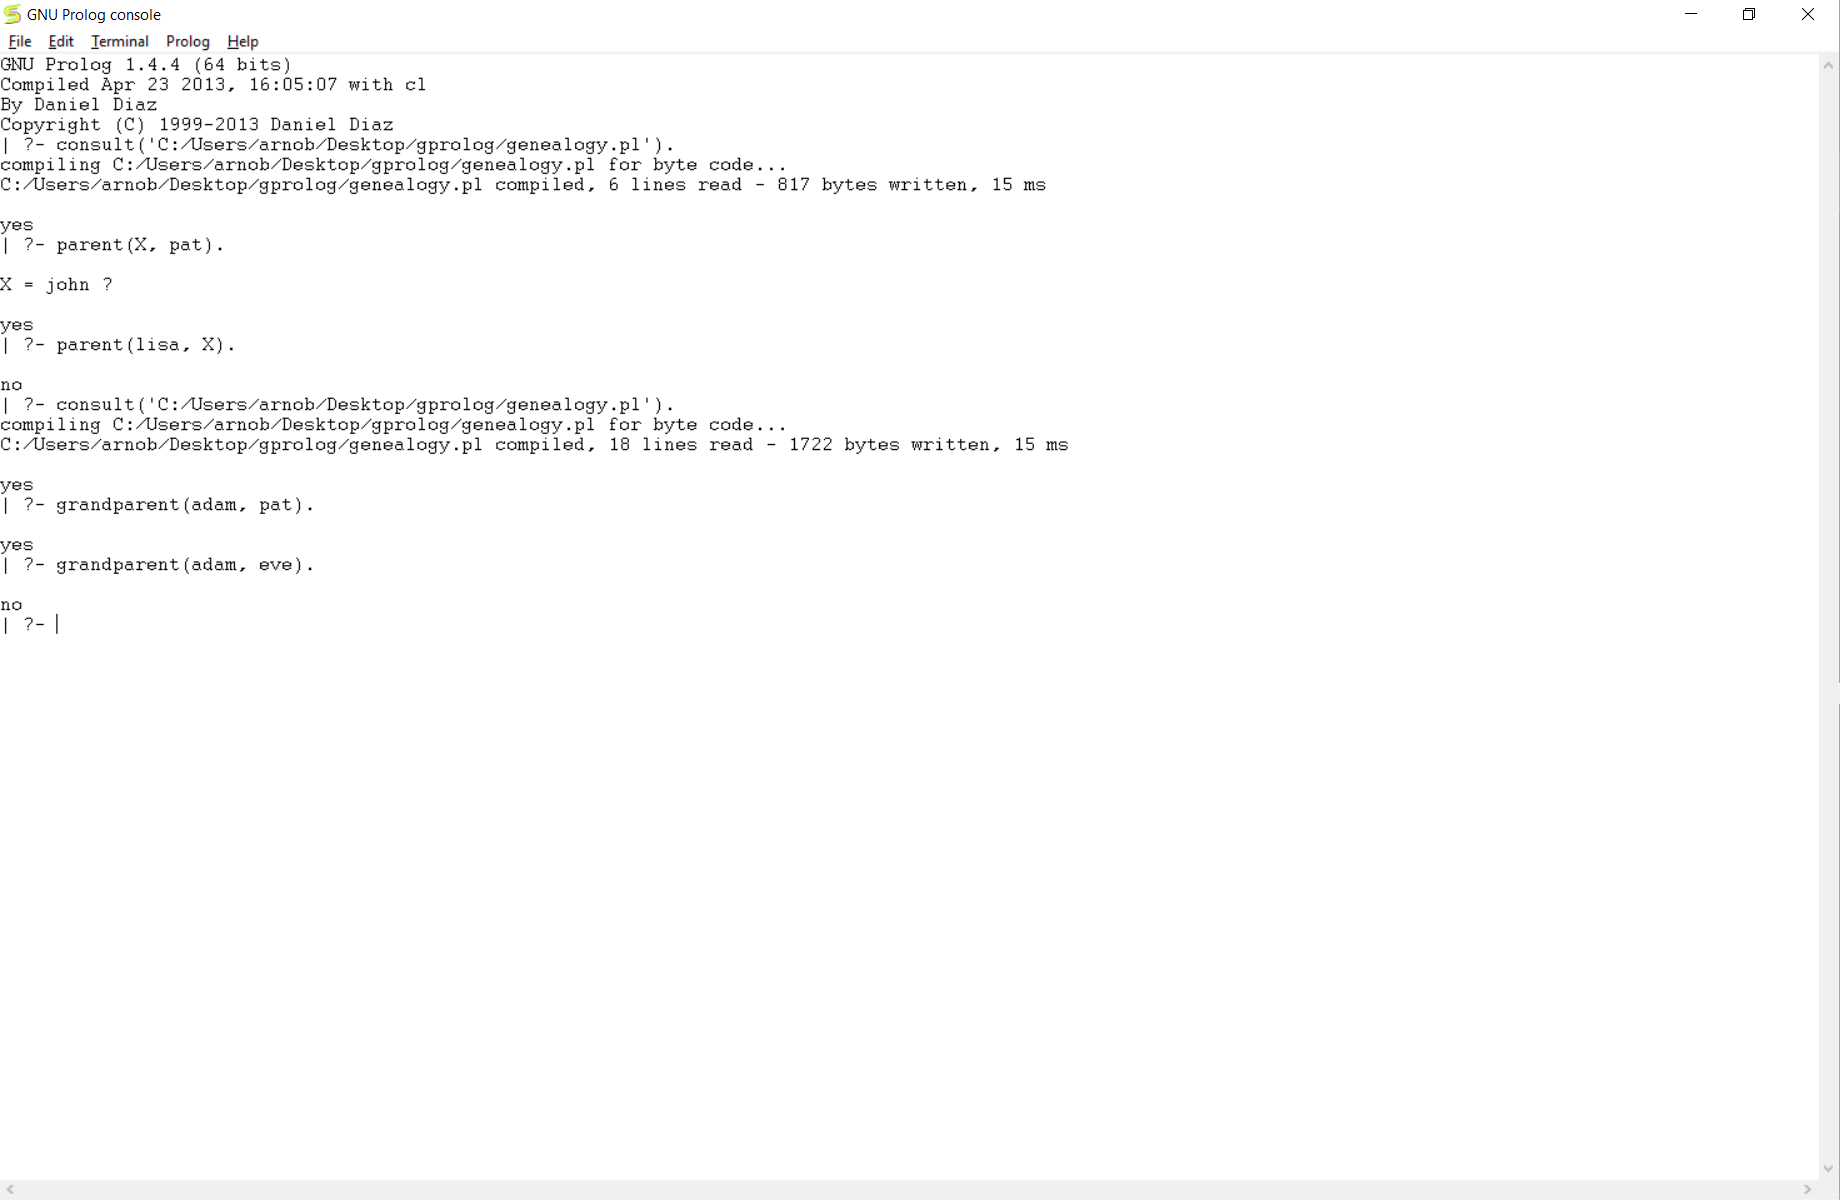 GNU Prolog console
File Edit Terminal Prolog Help
GNU Prolog 1.4.4 (64 bits)
Compiled Apr 23 2013, 16:05:07 with cl
By Daniel Diaz
Copyright (C) 1999-2013 Daniel Diaz
| ?- consult('C:/Users/arnob/Desktop/gprolog/genealogy.pl').
compiling C:/Users/arnob/Desktop/gprolog/genealogy.pl for byte code...
C:/Users/arnob/Desktop/gprolog/genealogy.pl compiled, 6 lines read - 817 bytes written, 15 ms
yes
| ?- parent(X, pat).
X = john ?
yes
| ?- parent(lisa, X).
no
| ?- consult('C:/Users/arnob/Desktop/gprolog/genealogy.pl').
compiling C:/Users/arnob/Desktop/gprolog/genealogy.pl for byte code...
C:/Users/arnob/Desktop/gprolog/genealogy.pl compiled, 18 lines read - 1722 bytes written, 15 ms
yes
| ?- grandparent(adam, pat).
yes
| ?- grandparent(adam, eve).
no
| ?-